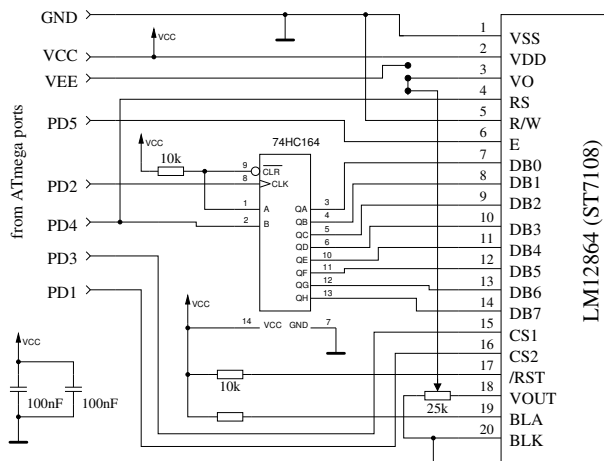 GND
VCC
VEE
PD5
PD2
PD4
PD3
PD1
from ATmega ports
VCC
VCC
10k
74HC164
9
8
1
2
CLR
CLK
A
B
QA
QB
QC
QD
QE
QF
QG
QH
3
4
5
6
10
11
12
13
14
VCC GND
7
VCC
10k
25k
VCC
100nF
100nF
1 VSS
2 VDD
3 VO
4 RS
5 R/W
6 E
7 DB0
8 DB1
9 DB2
10 DB3
11 DB4
12 DB5
13 DB6
14 DB7
15 CS1
16 CS2
17 /RST
18 VOUT
19 BLA
20 BLK
LM12864 (ST7108)